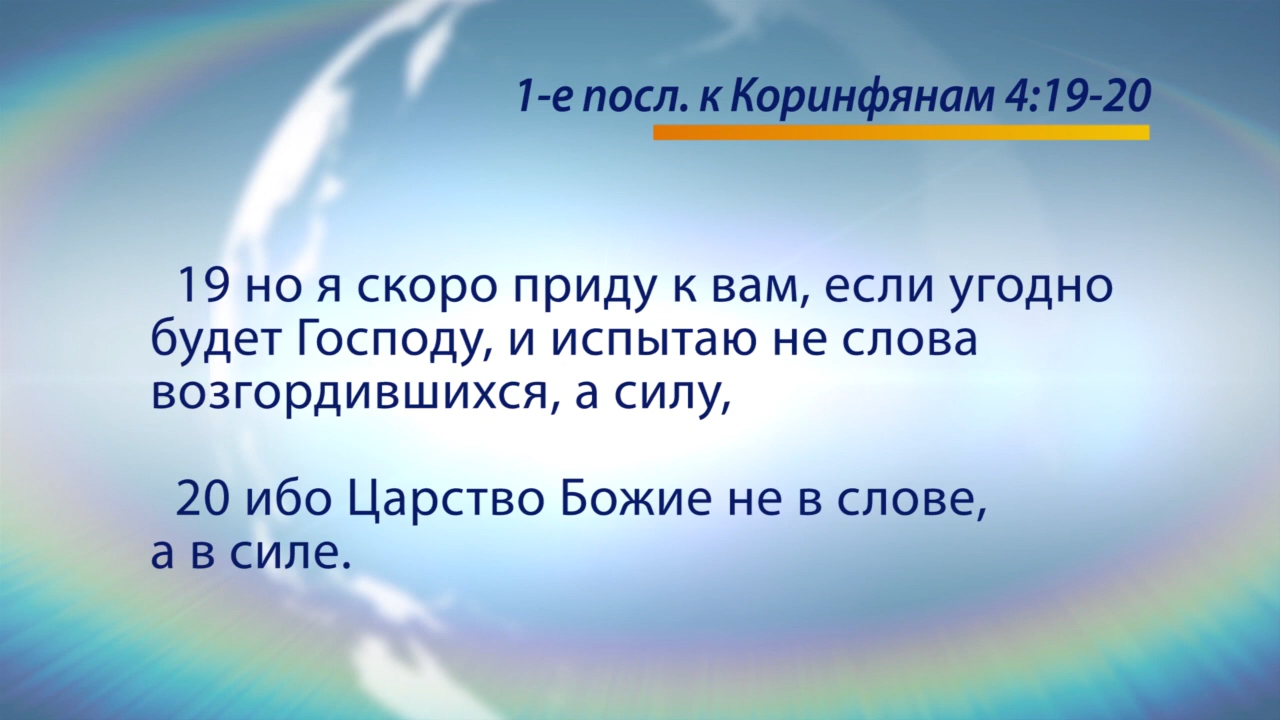 1-е посл. к Коринфянам 4:19-20
19 но я скоро приду к вам, если угодно
будет Господу, и испытаю не слова
возгордившихся, а силу,
20 ибо Царство Божие не в слове,
а в силе.